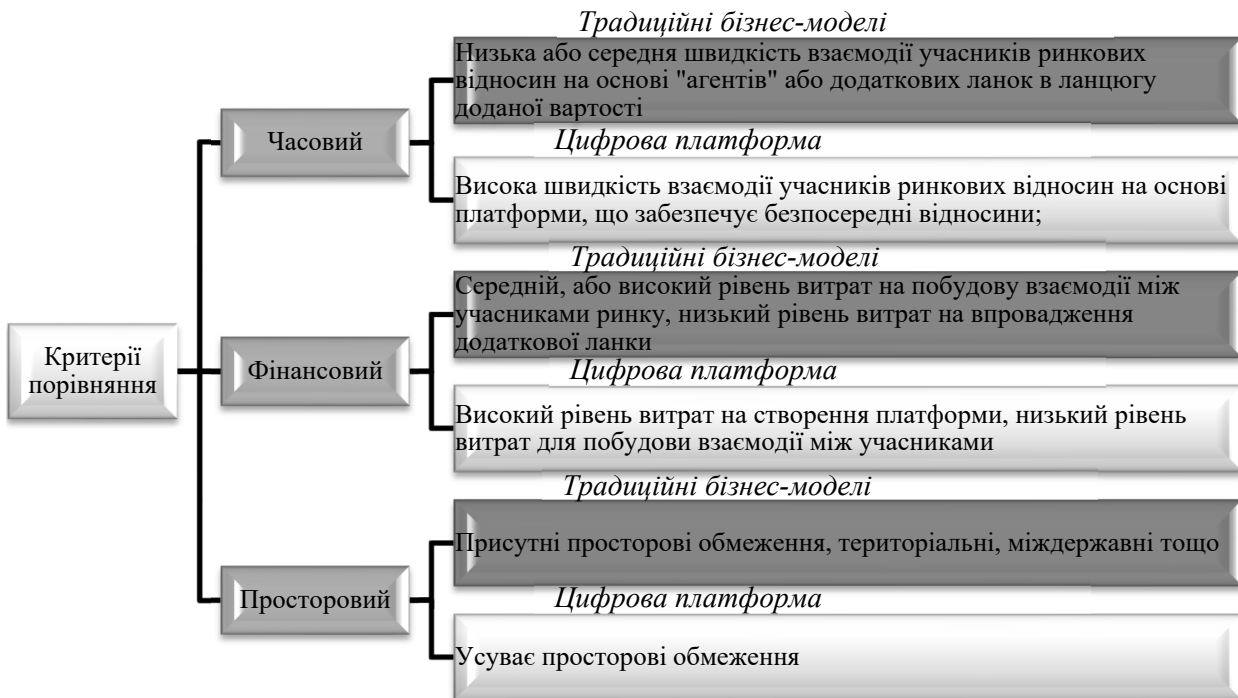 Критерії
порівняння
Часовий
Традиційні бізнес-моделі
Низька або середня швидкість взаємодії учасників ринкових
відносин на основі "агентів" або додаткових ланок в ланцюгу
доданої вартості
Цифрова платформа
Висока швидкість взаємодії учасників ринкових відносин на основі
платформи, що забезпечує безпосередні відносини;
Фінансовий
Традиційні бізнес-моделі
Середній, або високий рівень витрат на побудову взаємодії між
учасниками ринку, низький рівень витрат на впровадження
додаткової ланки
Цифрова платформа
Високий рівень витрат на створення платформи, низький рівень
витрат для побудови взаємодії між учасниками
Просторовий
Традиційні бізнес-моделі
Присутні просторові обмеження, територіальні, міждержавні тощо
Цифрова платформа
Усуває просторові обмеження